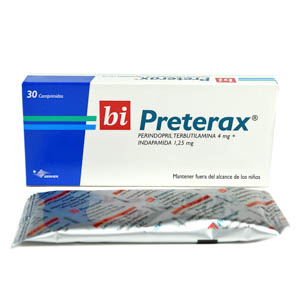 30 Comprimidos
bi Preterax®
PERINDOPRIL TERBUTILAMINA 4 mg +
INDAPAMIDA 1,25 mg
SERVIER
Mantener fuera del alcance de los niños